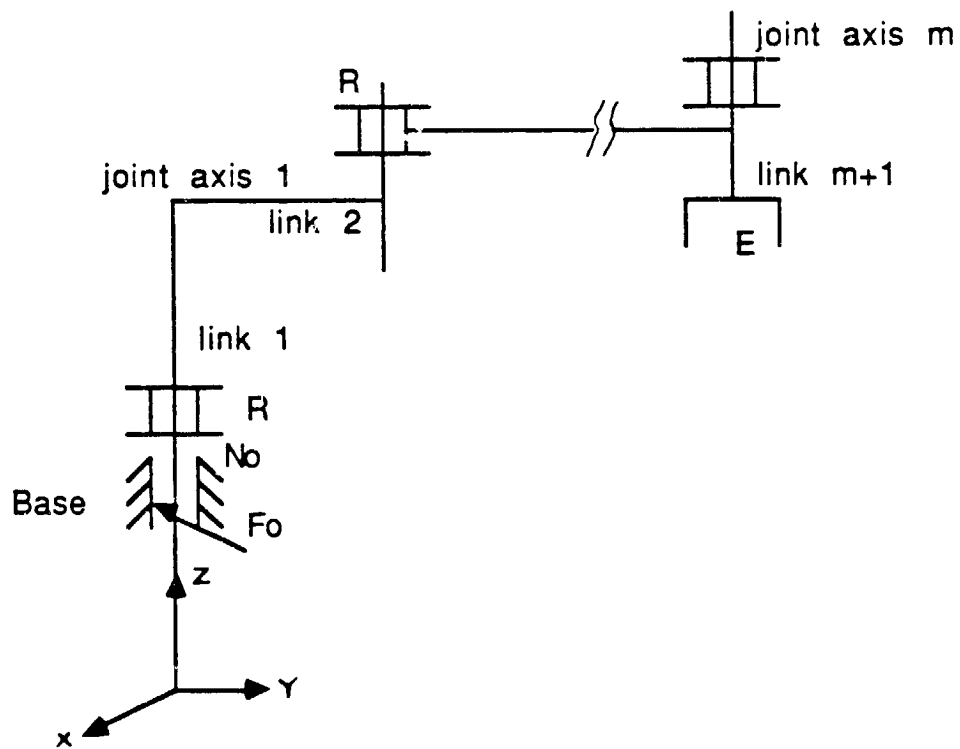 joint axis m
R
joint axis 1
link m+1
link 2
E
link 1
R
No
Base
Fo
Z
Y
X